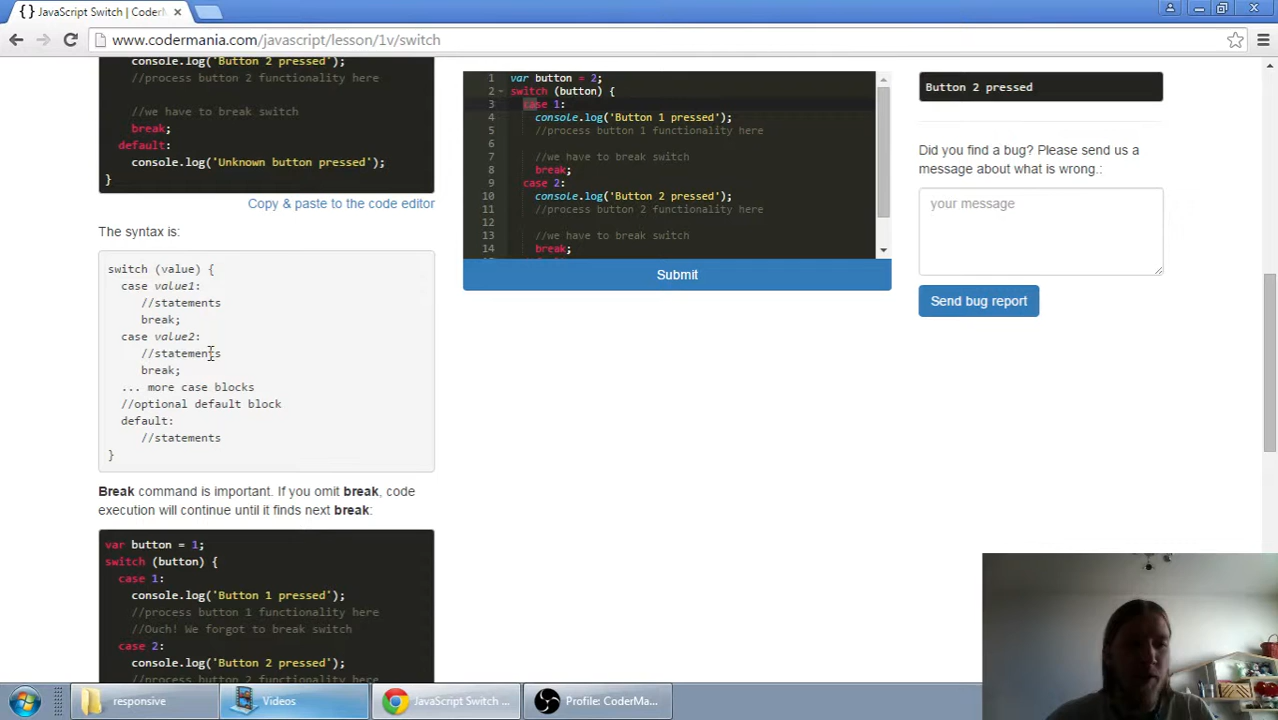 JavaScript Switch | Coder
www.codermania.com/javascript/lesson/1v/switch
console.log('Button 2 pressed');
//process button 2 functionality here
//we have to break switch
break;
default:
console.log('Unknown button pressed');
}
Copy & paste to the code editor
The syntax is:
switch (value) {
case value1:
//statements
break;
case value2:
//statements
break;
... more case blocks
//optional default block
default:
//statements
}
Break command is important. If you omit break, code
execution will continue until it finds next break:
var button = 1;
switch (button) {
case 1:
console.log('Button 1 pressed');
//process button 1 functionality here
//Ouch! We forgot to break switch
case 2:
console.log('Button 2 pressed');
//process button 2 functionality here
1 var button = 2;
2 switch (button) {
3 case 1:
4 console.log('Button 1 pressed');
5 //process button 1 functionality here
6
7 //we have to break switch
8 break;
9 case 2:
10 console.log('Button 2 pressed');
11 //process button 2 functionality here
12
13 //we have to break switch
14 break;
Submit
Button 2 pressed
Did you find a bug? Please send us a
message about what is wrong.:
your message
Send bug report
responsive
Videos
JavaScript Switch ...
Profile: CoderMa...